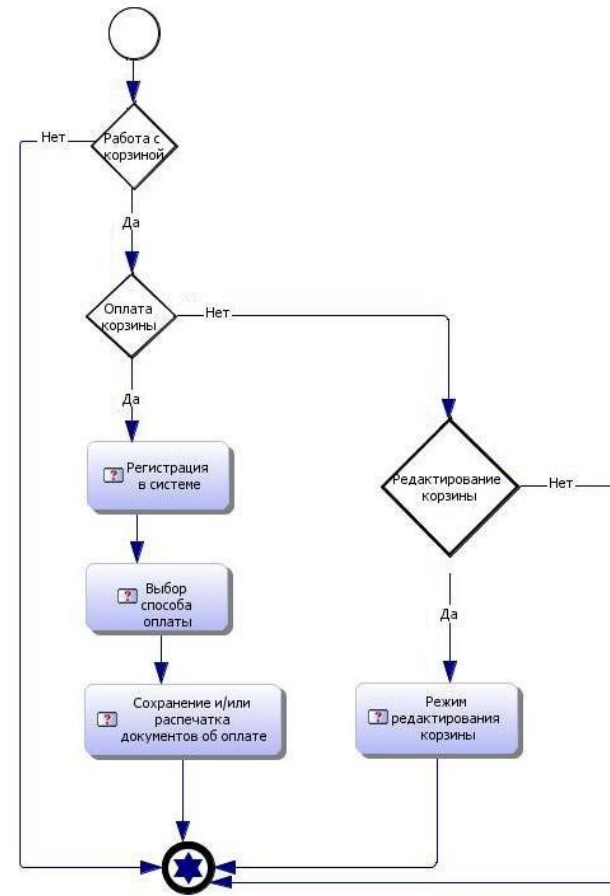 Нет
Работа с
корзиной
Да
Оплата
корзины
Нет
Да
Регистрация
в системе
Редактирование
корзины
Нет
Выбор
способа
оплаты
Да
Сохранение и/или
распечатка
документов об оплате
Режим
редактирования
корзины